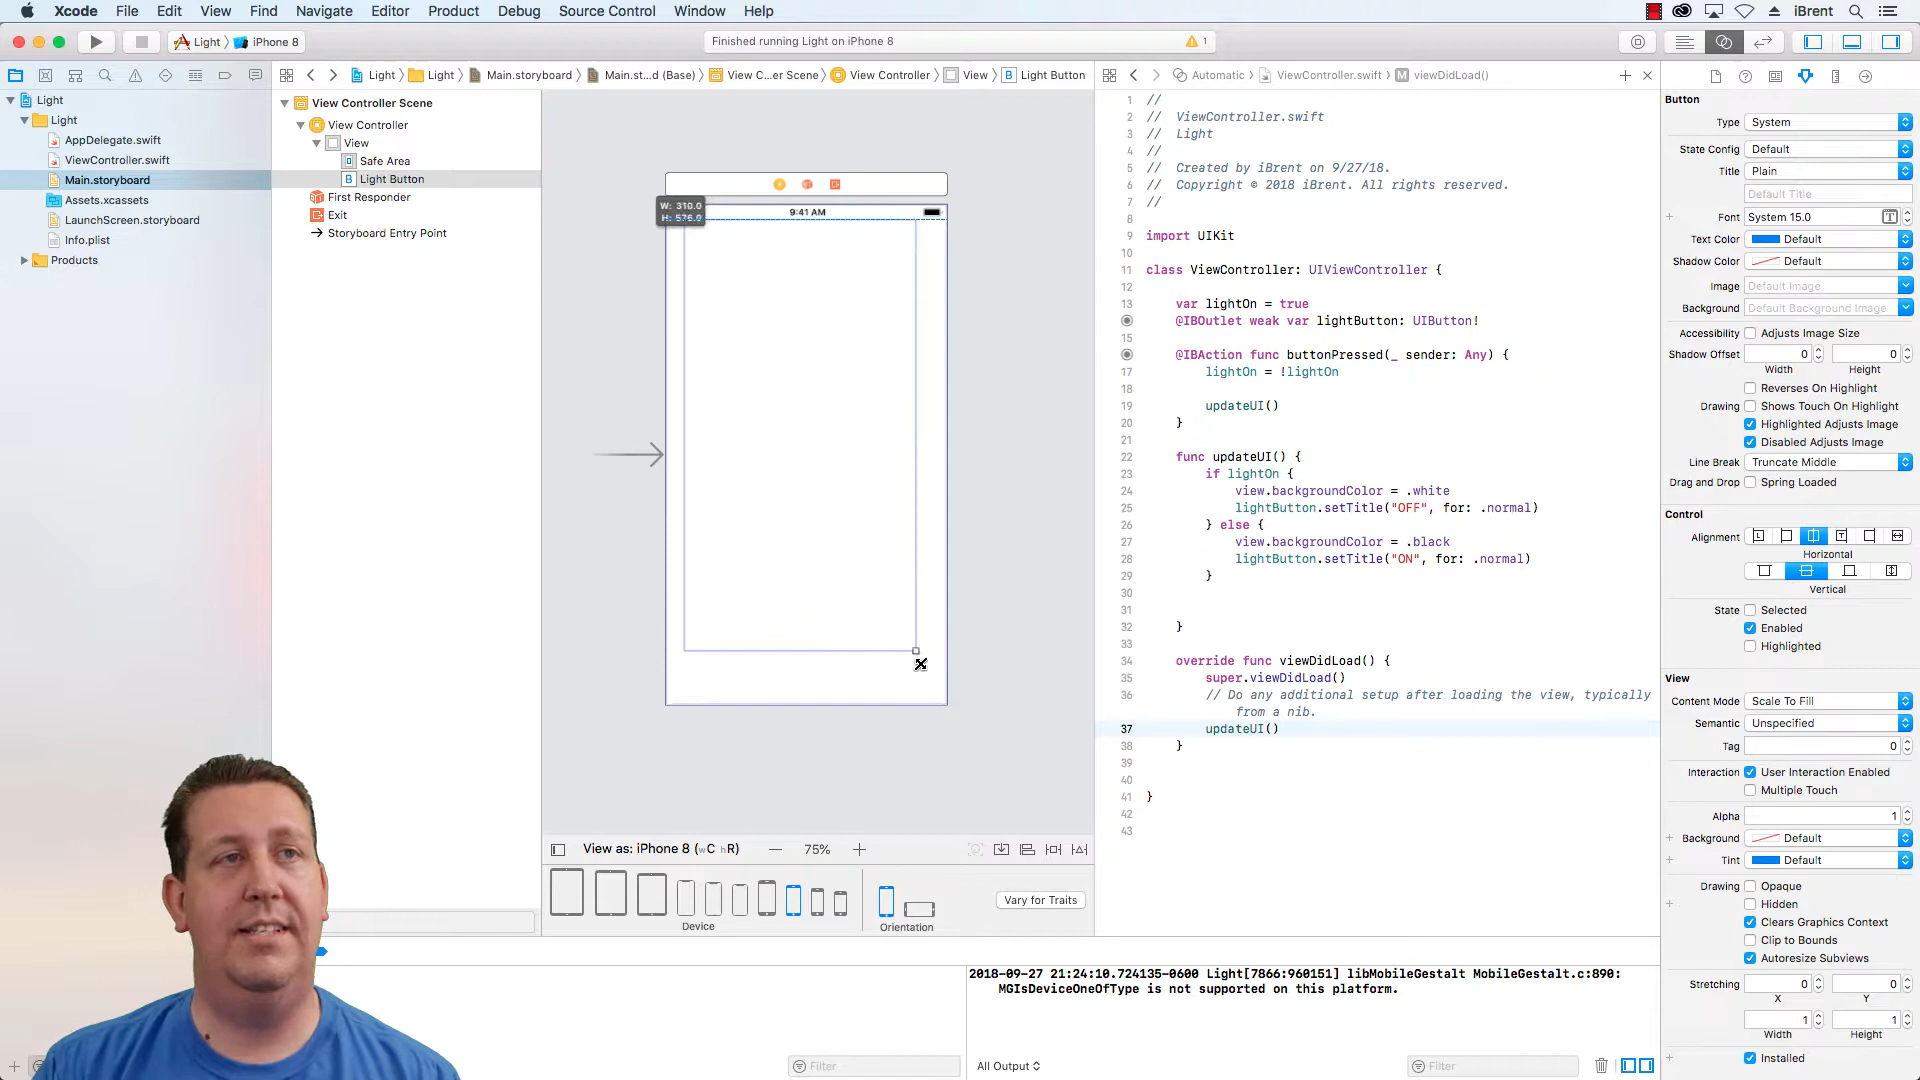 Xcode File Edit View Find Navigate Editor Product Debug Source Control Window Help iBrent
Light iPhone 8 Finished running Light on iPhone 8 1
Light Light Main.storyboard Main.st...d (Base) View C...er Scene View Controller View Light Button Automatic ViewController.swift viewDidLoad()
Light
Light
AppDelegate.swift
ViewController.swift
Main.storyboard
Assets.xcassets
LaunchScreen.storyboard
Info.plist
Products
View Controller Scene
View Controller
View
Safe Area
Light Button
First Responder
Exit
Storyboard Entry Point
W: 310.0
H: 576.0
9:41 AM
View as: iPhone 8 (wC hR) 75%
Device
Orientation
Vary for Traits
1 //
2 // ViewController.swift
3 // Light
4 //
5 // Created by iBrent on 9/27/18.
6 // Copyright © 2018 iBrent. All rights reserved.
7 //
8
9 import UIKit
10
11 class ViewController: UIViewController {
12
13 var lightOn = true
@IBOutlet weak var lightButton: UIButton!
15
@IBAction func buttonPressed(_ sender: Any) {
17 lightOn = !lightOn
18
19 updateUI()
20 }
21
22 func updateUI() {
23 if lightOn {
24 view.backgroundColor = .white
25 lightButton.setTitle("OFF", for: .normal)
26 } else {
27 view.backgroundColor = .black
28 lightButton.setTitle("ON", for: .normal)
29 }
30
31
32 }
33
34 override func viewDidLoad() {
35 super.viewDidLoad()
36 // Do any additional setup after loading the view, typically
from a nib.
37 updateUI()
38 }
39
40
41 }
42
43
Button
Type System
State Config Default
Title Plain
Default Title
Font System 15.0
Text Color Default
Shadow Color Default
Image Default Image
Background Default Background Image
Accessibility Adjusts Image Size
Shadow Offset 0 0
Width Height
Reverses On Highlight
Drawing Shows Touch On Highlight
Highlighted Adjusts Image
Disabled Adjusts Image
Line Break Truncate Middle
Drag and Drop Spring Loaded
Control
Alignment
Horizontal
Vertical
State Selected
Enabled
Highlighted
View
Content Mode Scale To Fill
Semantic Unspecified
Tag 0
Interaction User Interaction Enabled
Multiple Touch
Alpha 1
Background Default
Tint Default
Drawing Opaque
Hidden
Clears Graphics Context
Clip to Bounds
Autoresize Subviews
Stretching 0 0
X Y
1 1
Width Height
Installed
2018-09-27 21:24:10.724135-0600 Light[7866:960151] libMobileGestalt MobileGestalt.c:890:
MGIsDeviceOneOfType is not supported on this platform.
Filter All Output Filter